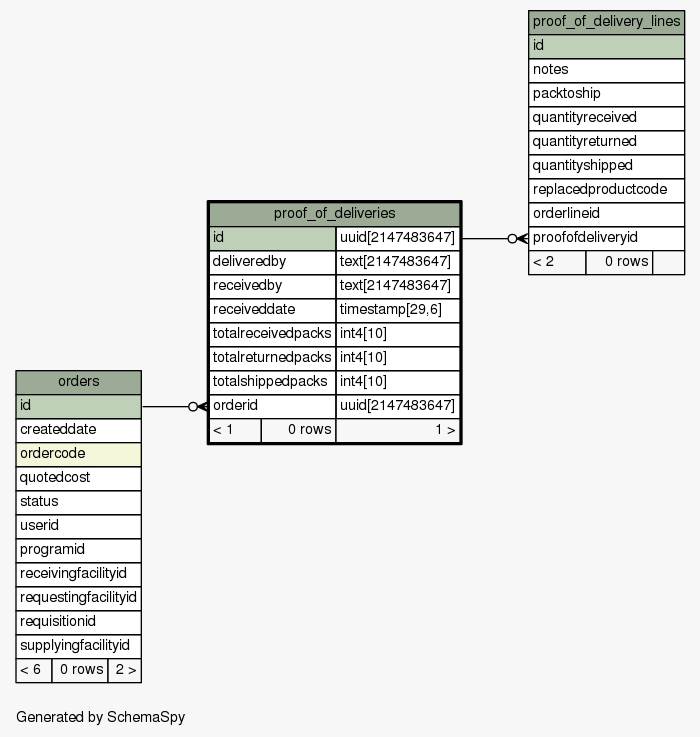 proof_of_delivery_lines
id
notes
packtoship
quantityreceived
quantityreturned
quantityshipped
replacedproductcode
orderlineid
proofofdeliveryid
< 2 0 rows
proof_of_deliveries
id uuid[2147483647]
deliveredby text[2147483647]
receivedby text[2147483647]
receiveddate timestamp[29,6]
totalreceivedpacks int4[10]
totalreturnedpacks int4[10]
totalshippedpacks int4[10]
orderid uuid[2147483647]
< 1 0 rows 1 >
orders
id
createddate
ordercode
quotedcost
status
userid
programid
receivingfacilityid
requestingfacilityid
requisitionid
supplyingfacilityid
< 6 0 rows 2 >
Generated by SchemaSpy